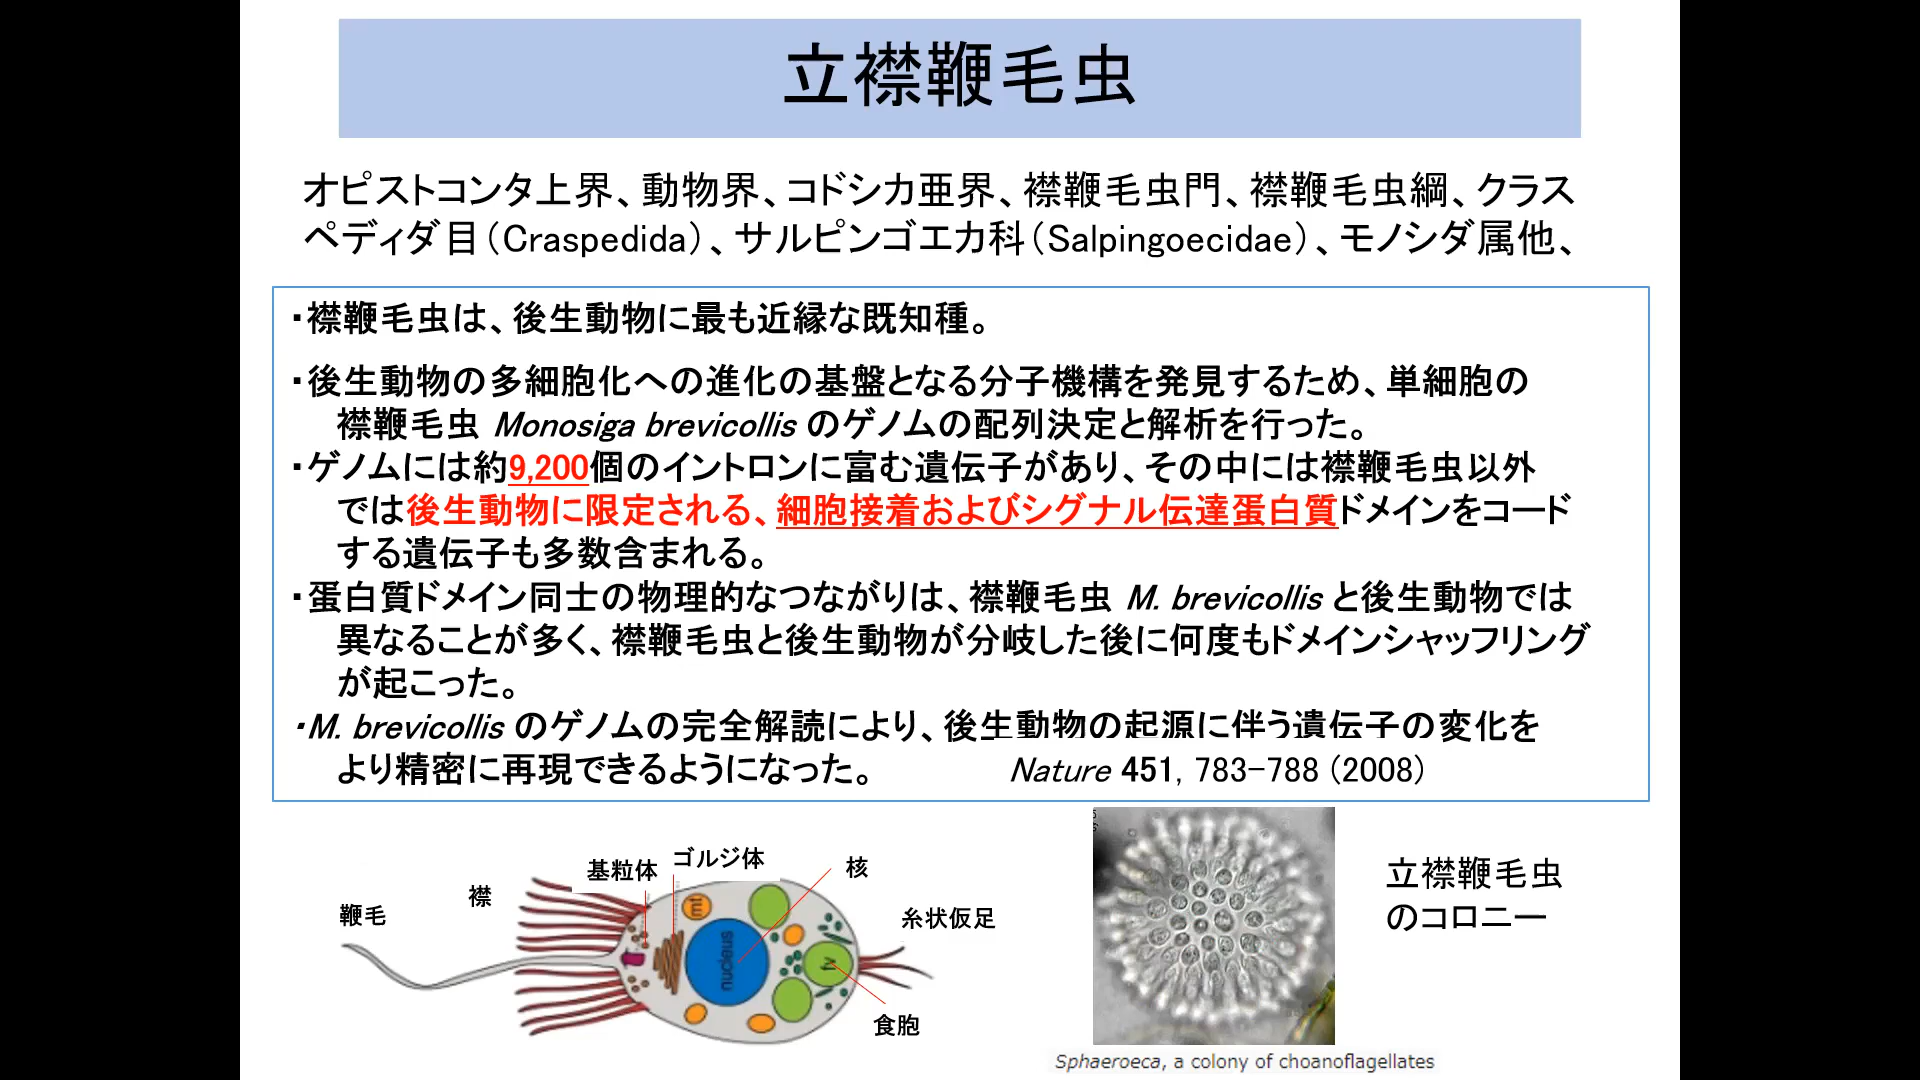 立襟鞭毛虫
オピストコンタ上界、動物界、コドシカ亜界、襟鞭毛虫門、襟鞭毛虫綱、クラス
ペディダ目（Craspedida）、サルピンゴエカ科（Salpingoecidae）、モノシダ属他、
・襟鞭毛虫は、後生動物に最も近縁な既知種。
・後生動物の多細胞化への進化の基盤となる分子機構を発見するため、単細胞の
襟鞭毛虫 Monosiga brevicollis のゲノムの配列決定と解析を行った。
・ゲノムには約9,200個のイントロンに富む遺伝子があり、その中には襟鞭毛虫以外
では後生動物に限定される、細胞接着およびシグナル伝達蛋白質ドメインをコード
する遺伝子も多数含まれる。
・蛋白質ドメイン同士の物理的なつながりは、襟鞭毛虫 M. brevicollis と後生動物では
異なることが多く、襟鞭毛虫と後生動物が分岐した後に何度もドメインシャッフリング
が起こった。
・M. brevicollis のゲノムの完全解読により、後生動物の起源に伴う遺伝子の変化を
より精密に再現できるようになった。 Nature 451, 783-788 (2008)
鞭毛
襟
基粒体
ゴルジ体
核
糸状仮足
食胞
mt
nucleus
fv
立襟鞭毛虫
のコロニー
Sphaeroeca, a colony of choanoflagellates